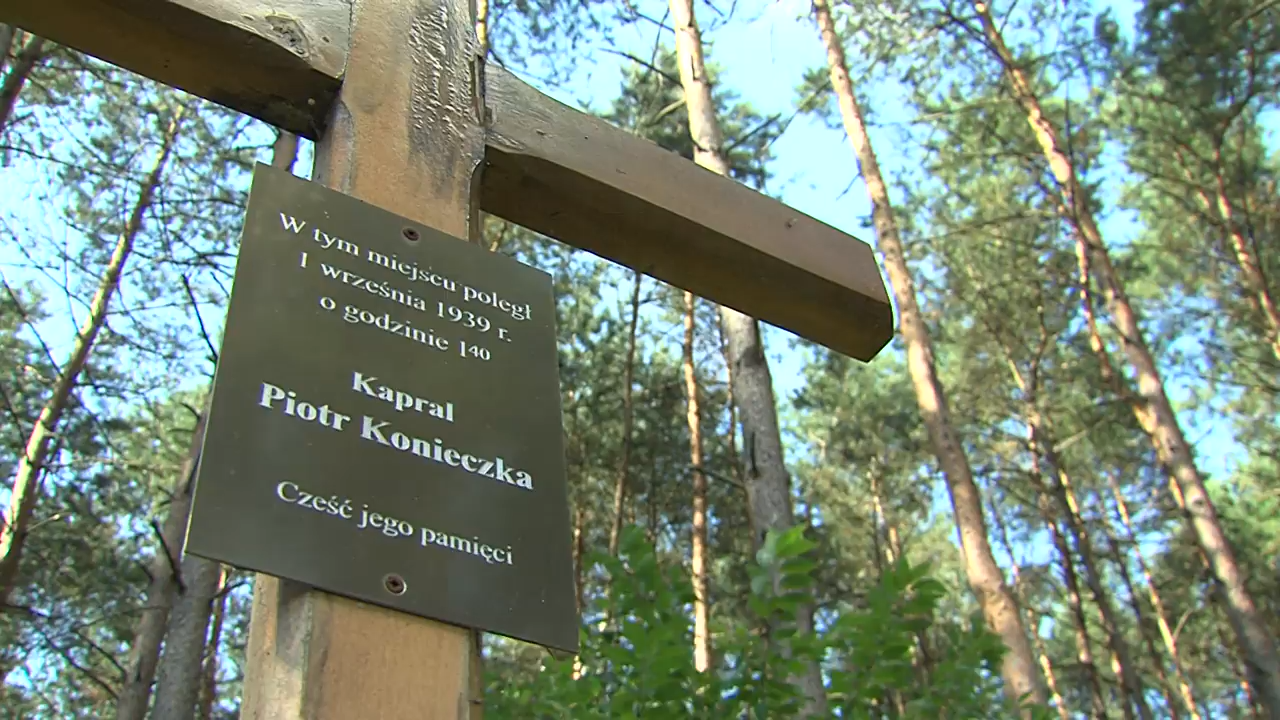 W tym miejscu poległ
1 września 1939 r.
o godzinie 1⁴⁰
Kapral
Piotr Konieczka
Cześć jego pamięci